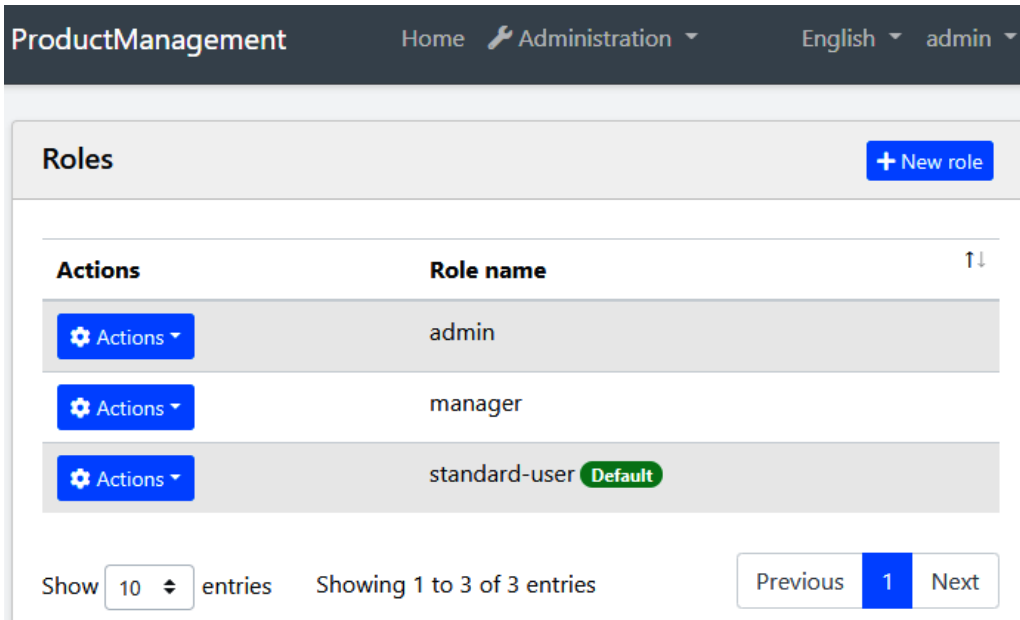 ProductManagement Home Administration English admin
Roles New role
Actions Role name
Actions admin
Actions manager
Actions standard-user Default
Show 10 entries Showing 1 to 3 of 3 entries Previous 1 Next